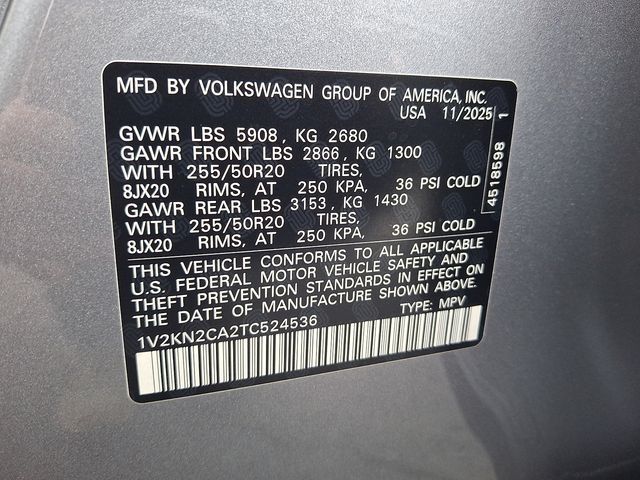 MFD BY VOLKSWAGEN GROUP OF AMERICA, INC.
USA 11/2025
GVWR LBS 5908, KG 2680
GAWR FRONT LBS 2866, KG 1300
WITH 255/50R20 TIRES,
8JX20 RIMS, AT 250 KPA, 36 PSI COLD
GAWR REAR LBS 3153, KG 1430
WITH 255/50R20 TIRES,
8JX20 RIMS, AT 250 KPA, 36 PSI COLD
THIS VEHICLE CONFORMS TO ALL APPLICABLE
U.S. FEDERAL MOTOR VEHICLE SAFETY AND
THEFT PREVENTION STANDARDS IN EFFECT ON
THE DATE OF MANUFACTURE SHOWN ABOVE.
1V2KN2CA2TC524536 TYPE: MPV
4518598 1